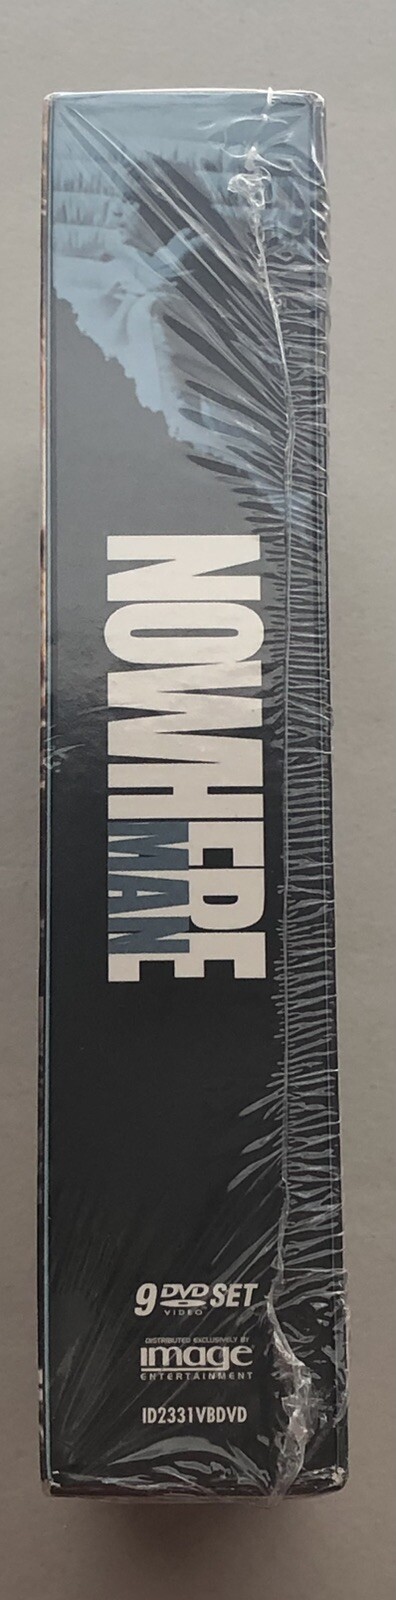 NOWHERE
MAN
9 DVD SET
VIDEO
DISTRIBUTED EXCLUSIVELY BY
image
ENTERTAINMENT
ID2331VBDVD